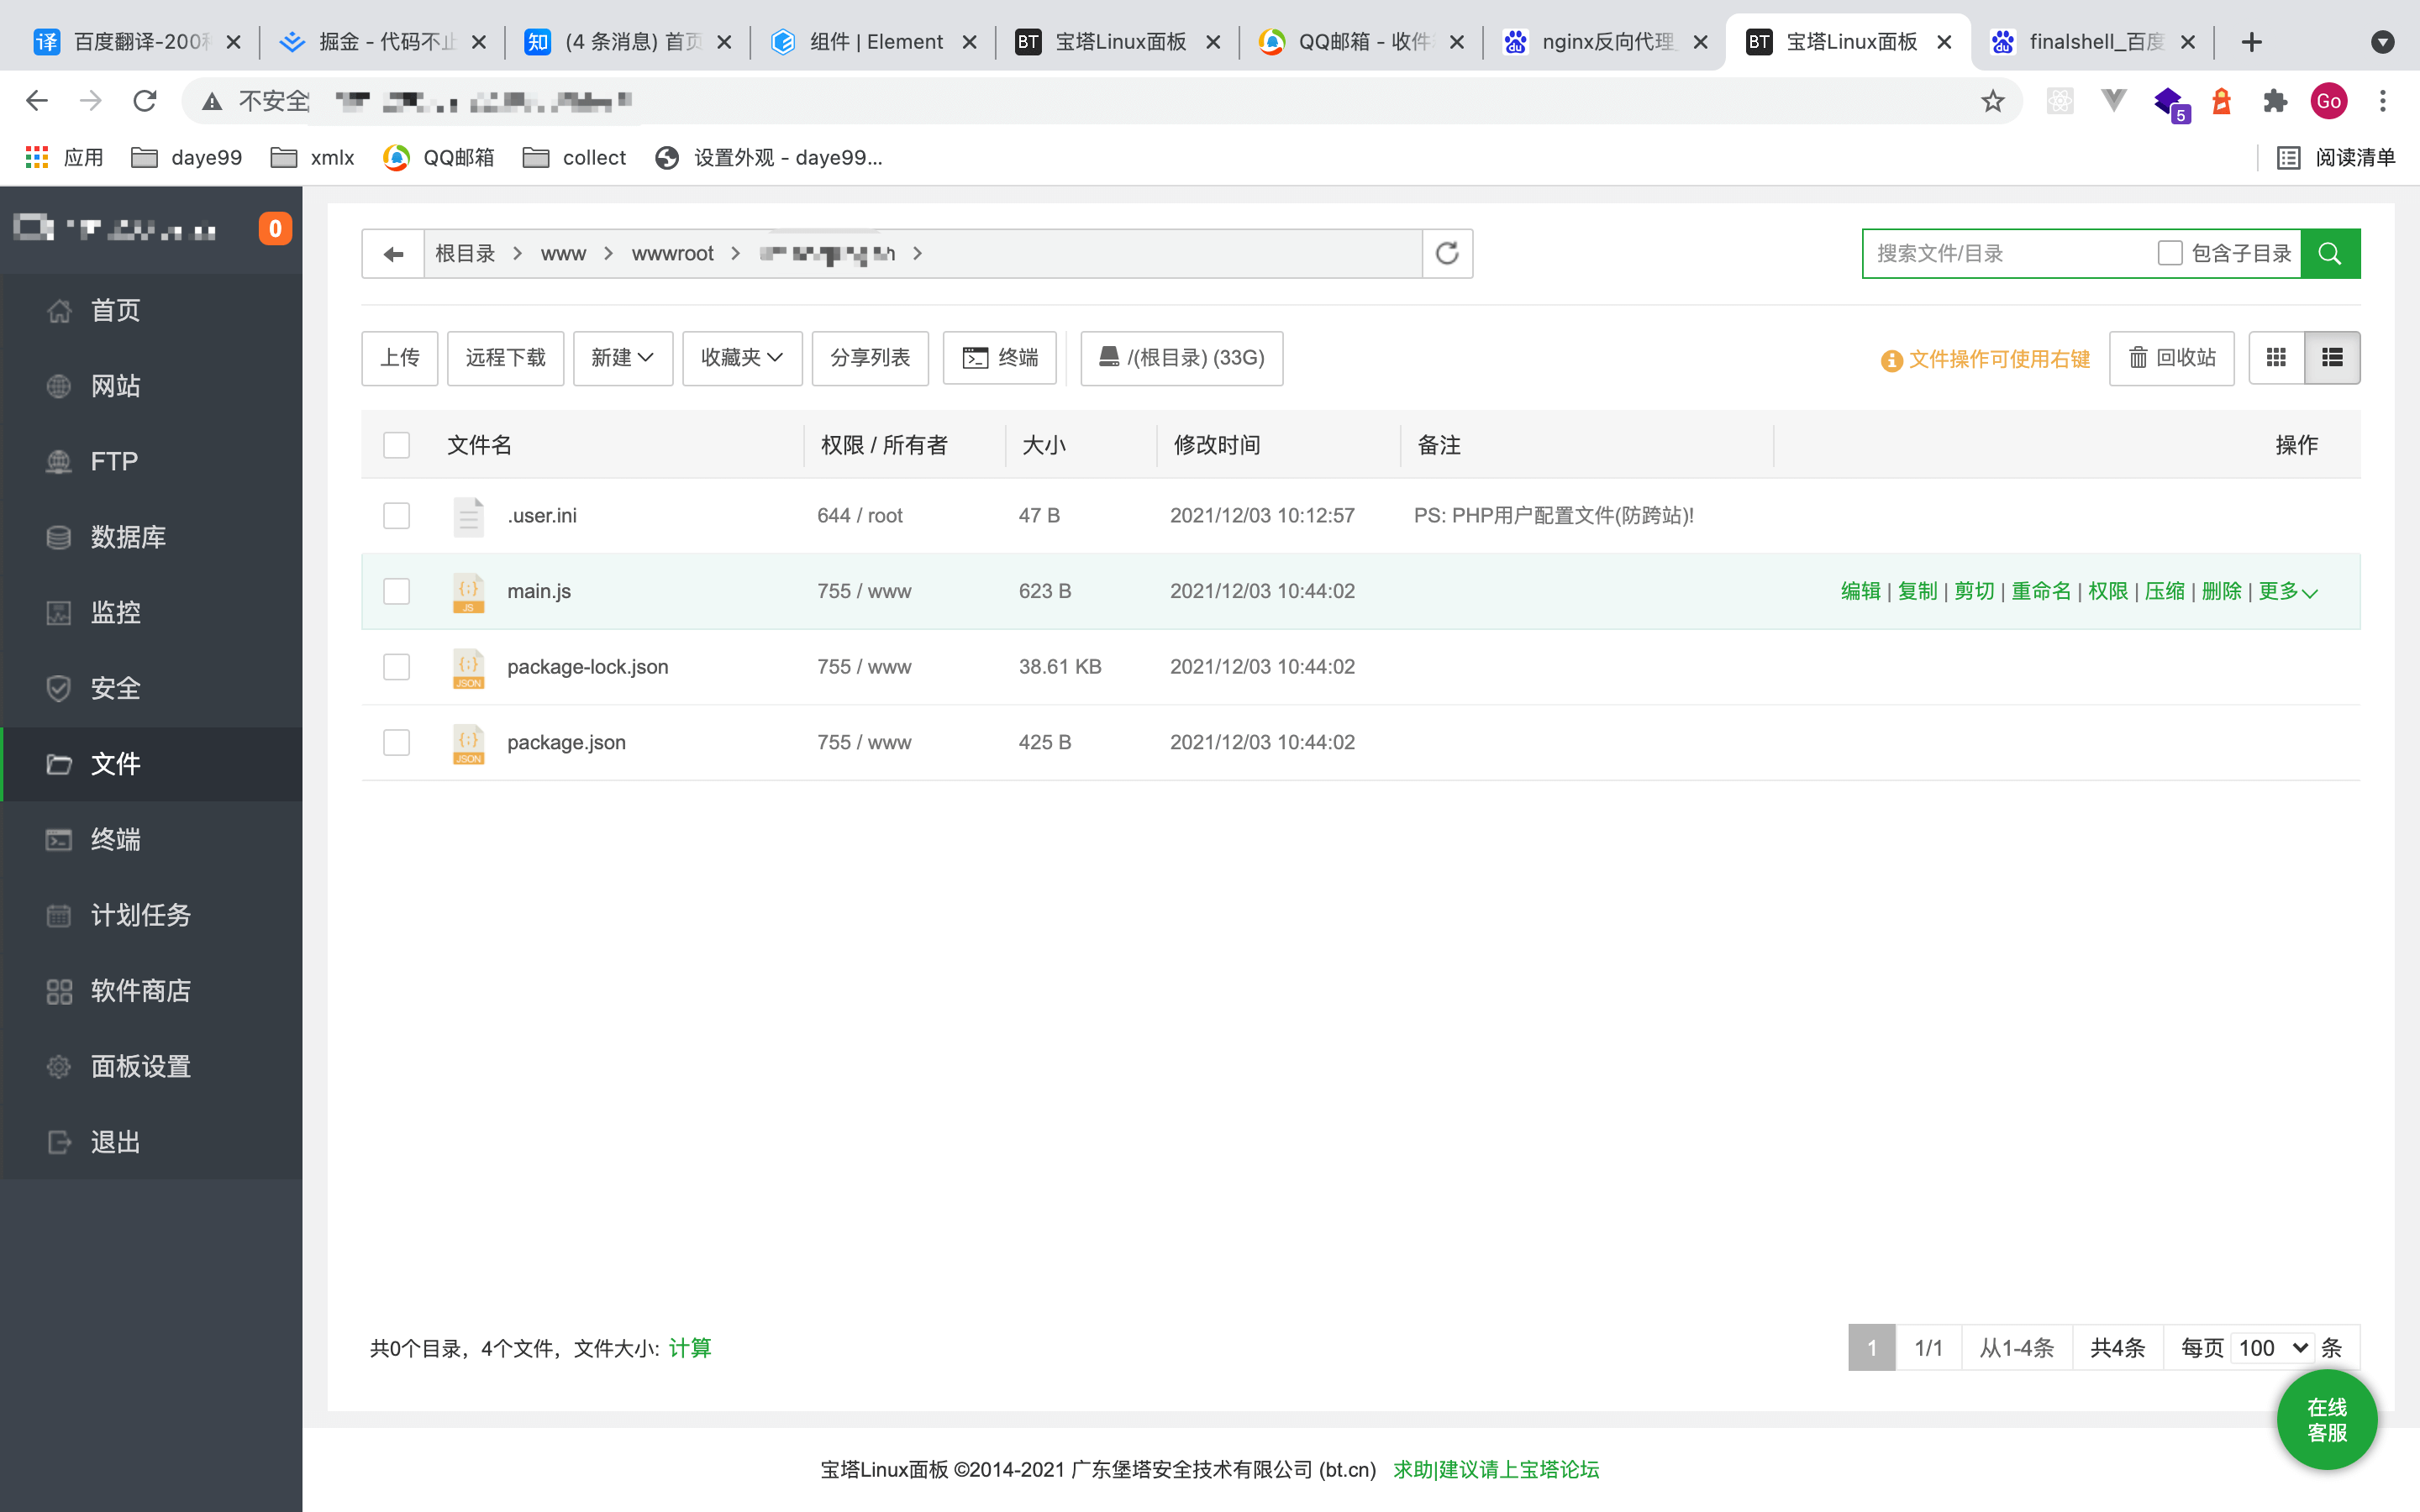 译 百度翻译-200 掘金 - 代码不止 知 (4 条消息) 首页 组件 | Element BT 宝塔Linux面板 QQ邮箱 - 收件 du nginx反向代理 BT 宝塔Linux面板 du finalshell_百度
不安全 5 Go
应用 daye99 xmlx QQ邮箱 collect 设置外观 - daye99... 阅读清单
0
首页
网站
FTP
数据库
监控
安全
文件
终端
计划任务
软件商店
面板设置
退出
根目录 www wwwroot 搜索文件/目录 包含子目录
上传 远程下载 新建 收藏夹 分享列表 终端 /(根目录) (33G) 文件操作可使用右键 回收站
文件名 权限 / 所有者 大小 修改时间 备注 操作
.user.ini 644 / root 47 B 2021/12/03 10:12:57 PS: PHP用户配置文件(防跨站)!
JS main.js 755 / www 623 B 2021/12/03 10:44:02 编辑 | 复制 | 剪切 | 重命名 | 权限 | 压缩 | 删除 | 更多
JSON package-lock.json 755 / www 38.61 KB 2021/12/03 10:44:02
JSON package.json 755 / www 425 B 2021/12/03 10:44:02
共0个目录，4个文件，文件大小: 计算 1 1/1 从1-4条 共4条 每页 100 条
在线
客服
宝塔Linux面板 ©2014-2021 广东堡塔安全技术有限公司 (bt.cn) 求助|建议请上宝塔论坛